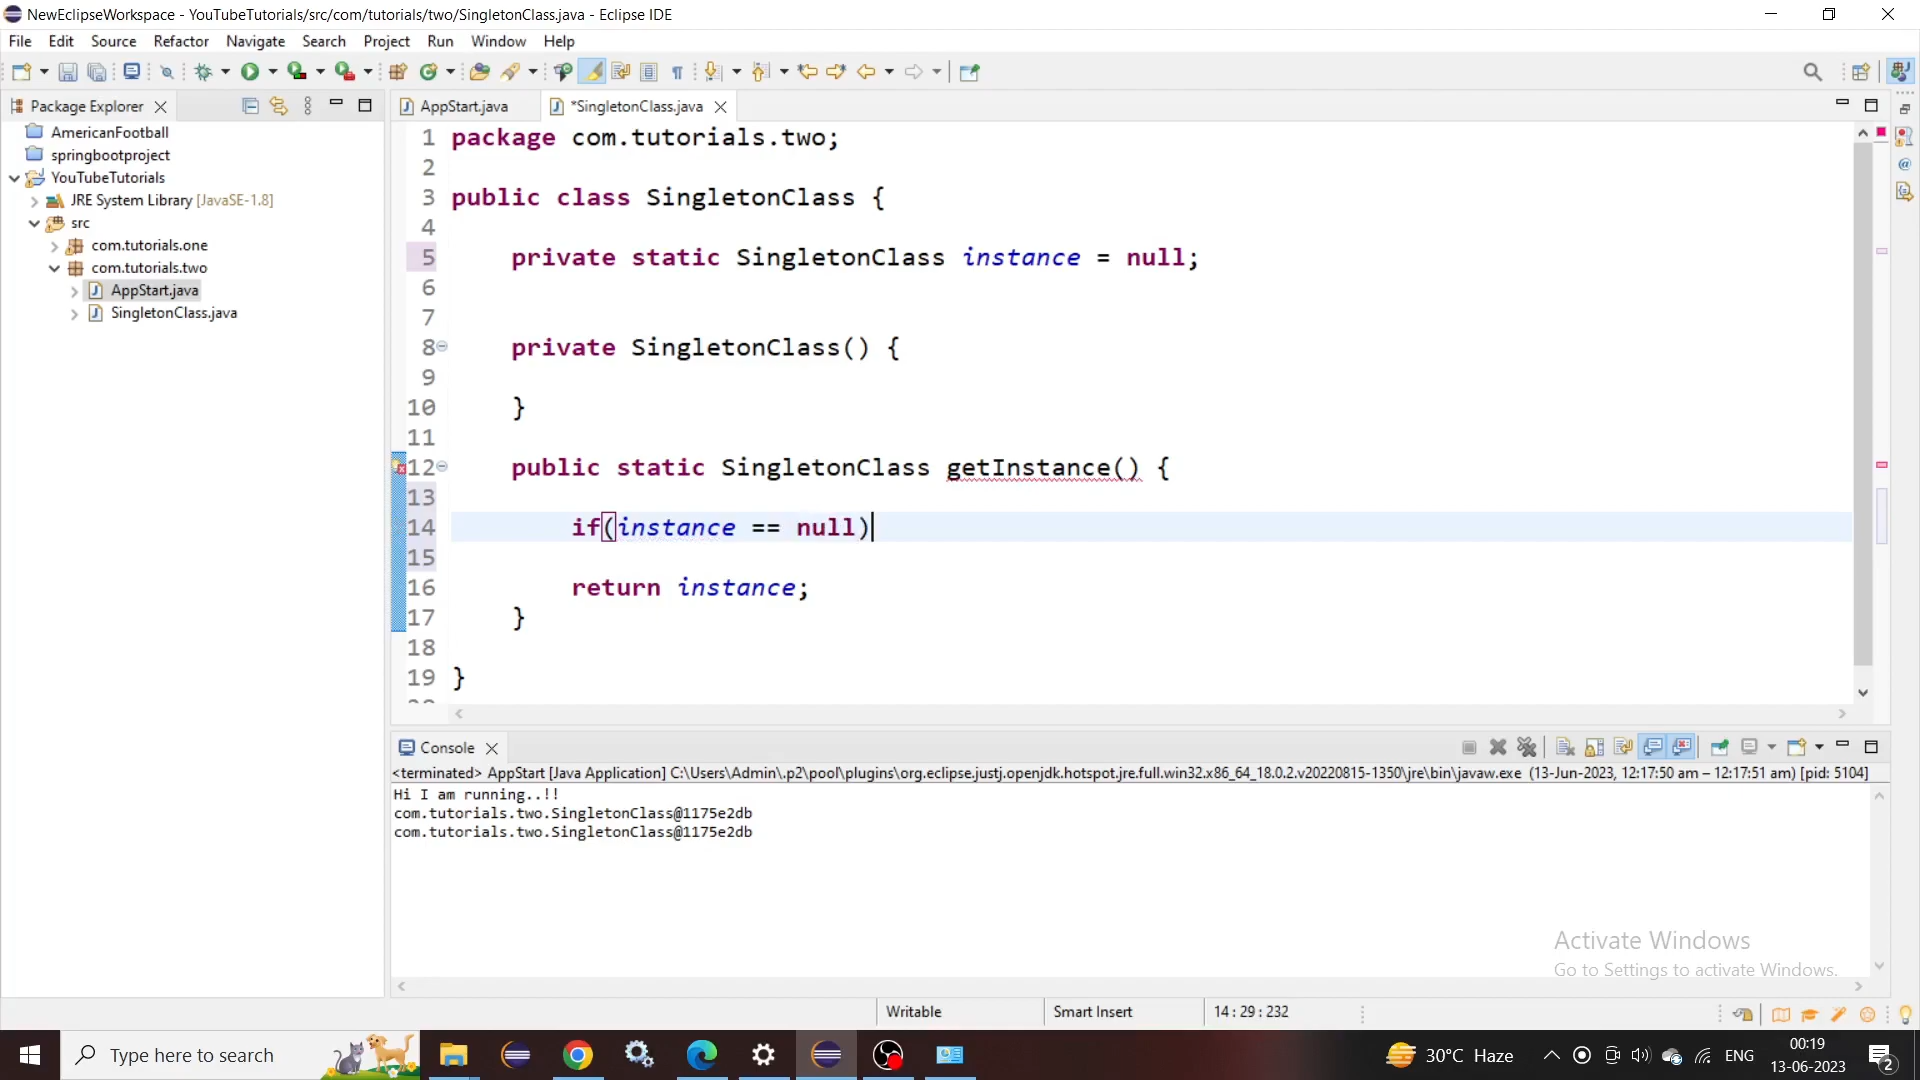 NewEclipseWorkspace - YouTubeTutorials/src/com/tutorials/two/SingletonClass.java - Eclipse IDE
File Edit Source Refactor Navigate Search Project Run Window Help
Package Explorer
AmericanFootball
springbootproject
YouTubeTutorials
JRE System Library [JavaSE-1.8]
src
com.tutorials.one
com.tutorials.two
AppStart.java
SingletonClass.java
AppStart.java *SingletonClass.java
1 package com.tutorials.two;
2
3 public class SingletonClass {
4
5 private static SingletonClass instance = null;
6
7
8 private SingletonClass() {
9
10 }
11
12 public static SingletonClass getInstance() {
13
14 if(instance == null)
15
16 return instance;
17 }
18
19 }
Console
<terminated> AppStart [Java Application] C:\Users\Admin\.p2\pool\plugins\org.eclipse.justj.openjdk.hotspot.jre.full.win32.x86_64_18.0.2.v20220815-1350\jre\bin\javaw.exe (13-Jun-2023, 12:17:50 am – 12:17:51 am) [pid: 5104]
Hi I am running..!!
com.tutorials.two.SingletonClass@1175e2db
com.tutorials.two.SingletonClass@1175e2db
Activate Windows
Go to Settings to activate Windows.
Writable Smart Insert 14 : 29 : 232
Type here to search
30°C Haze
ENG
00:19
13-06-2023
2